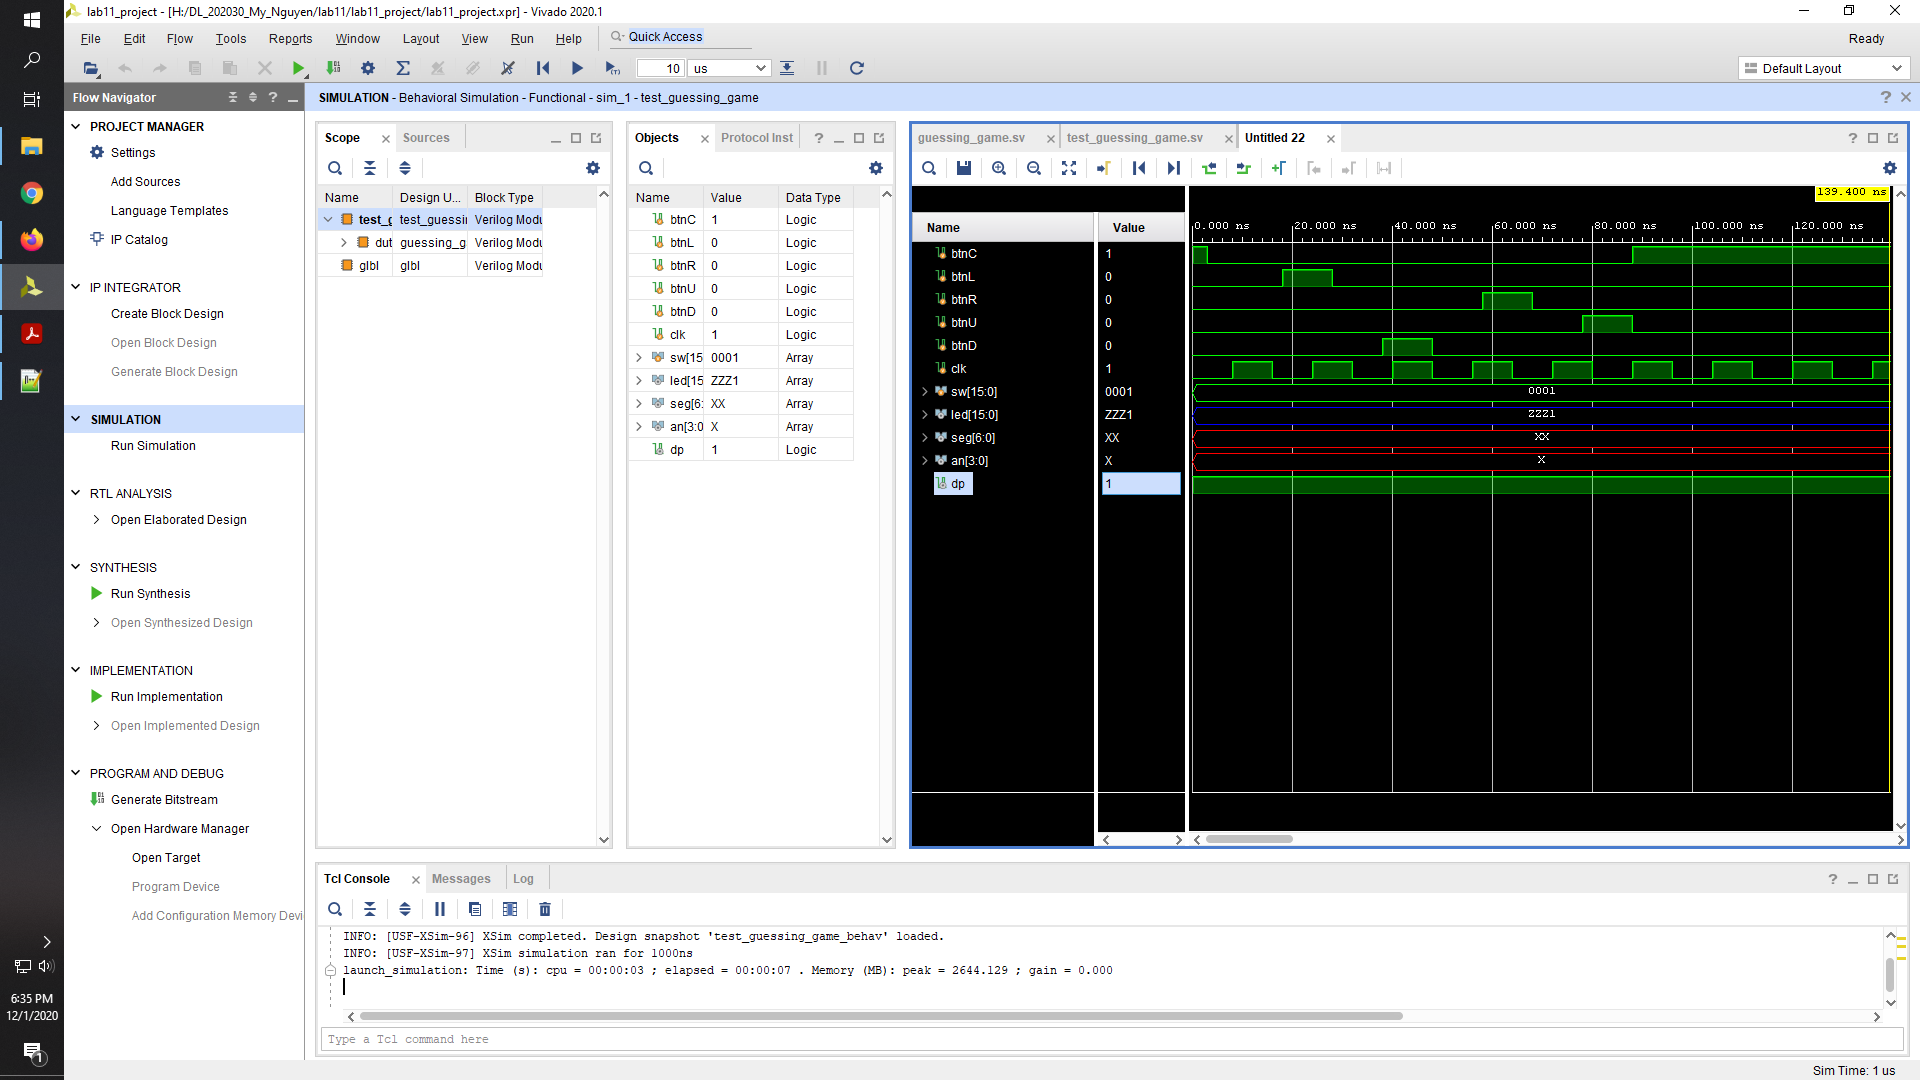 lab11_project - [H:/DL_202030_My_Nguyen/lab11/lab11_project/lab11_project.xpr] - Vivado 2020.1
File Edit Flow Tools Reports Window Layout View Run Help Quick Access Ready
10 us Default Layout
Flow Navigator
SIMULATION - Behavioral Simulation - Functional - sim_1 - test_guessing_game
PROJECT MANAGER
Settings
Add Sources
Language Templates
IP Catalog
IP INTEGRATOR
Create Block Design
Open Block Design
Generate Block Design
SIMULATION
Run Simulation
RTL ANALYSIS
Open Elaborated Design
SYNTHESIS
Run Synthesis
Open Synthesized Design
IMPLEMENTATION
Run Implementation
Open Implemented Design
PROGRAM AND DEBUG
Generate Bitstream
Open Hardware Manager
Open Target
Program Device
Add Configuration Memory Devi
Scope Sources
Name Design U... Block Type
test_g test_guessin Verilog Modu
dut guessing_g Verilog Modu
glbl glbl Verilog Modu
Objects Protocol Inst
Name Value Data Type
btnC 1 Logic
btnL 0 Logic
btnR 0 Logic
btnU 0 Logic
btnD 0 Logic
clk 1 Logic
sw[15 0001 Array
led[15 ZZZ1 Array
seg[6: XX Array
an[3:0 X Array
dp 1 Logic
guessing_game.sv test_guessing_game.sv Untitled 22
139.400 ns
Name Value
0.000 ns 20.000 ns 40.000 ns 60.000 ns 80.000 ns 100.000 ns 120.000 ns
btnC 1
btnL 0
btnR 0
btnU 0
btnD 0
clk 1
sw[15:0] 0001 0001
led[15:0] ZZZ1 ZZZ1
seg[6:0] XX XX
an[3:0] X X
dp 1
Tcl Console Messages Log
INFO: [USF-XSim-96] XSim completed. Design snapshot 'test_guessing_game_behav' loaded.
INFO: [USF-XSim-97] XSim simulation ran for 1000ns
launch_simulation: Time (s): cpu = 00:00:03 ; elapsed = 00:00:07 . Memory (MB): peak = 2644.129 ; gain = 0.000
Type a Tcl command here
Sim Time: 1 us
6:35 PM
12/1/2020
1